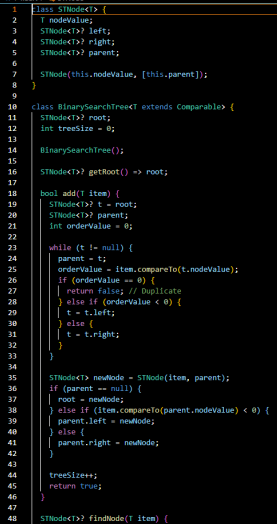 1 class STNode<T> {
2 T nodeValue;
3 STNode<T>? left;
4 STNode<T>? right;
5 STNode<T>? parent;
6
7 STNode(this.nodeValue, [this.parent]);
8 }
9
10 class BinarySearchTree<T extends Comparable> {
11 STNode<T>? root;
12 int treeSize = 0;
13
14 BinarySearchTree();
15
16 STNode<T>? getRoot() => root;
17
18 bool add(T item) {
19 STNode<T>? t = root;
20 STNode<T>? parent;
21 int orderValue = 0;
22
23 while (t != null) {
24 parent = t;
25 orderValue = item.compareTo(t.nodeValue);
26 if (orderValue == 0) {
27 return false; // Duplicate
28 } else if (orderValue < 0) {
29 t = t.left;
30 } else {
31 t = t.right;
32 }
33 }
34
35 STNode<T> newNode = STNode(item, parent);
36 if (parent == null) {
37 root = newNode;
38 } else if (item.compareTo(parent.nodeValue) < 0) {
39 parent.left = newNode;
40 } else {
41 parent.right = newNode;
42 }
43
44 treeSize++;
45 return true;
46 }
47
48 STNode<T>? findNode(T item) {